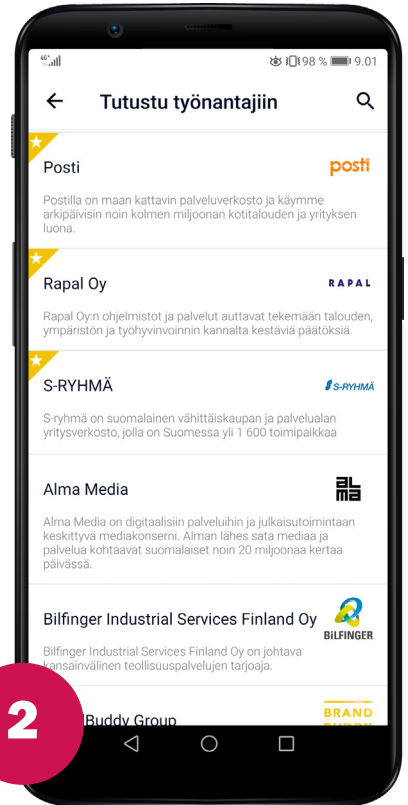 4G+
98 %
9.01
Tutustu työnantajiin
Posti
posti
Postilla on maan kattavin palveluverkosto ja käymme
arkipäivisin noin kolmen miljoonan kotitalouden ja yrityksen
luona.
Rapal Oy
RAPAL
Rapal Oy:n ohjelmistot ja palvelut auttavat tekemään talouden,
ympäristön ja työhyvinvoinnin kannalta kestäviä päätöksiä.
S-RYHMÄ
S-RYHMÄ
S-ryhmä on suomalainen vähittäiskaupan ja palvelualan
yritysverkosto, jolla on Suomessa yli 1 600 toimipaikkaa
Alma Media
al
ma
Alma Media on digitaalisiin palveluihin ja julkaisutoimintaan
keskittyvä mediakonserni. Alman lähes sata mediaa ja
palvelua kohtaavat suomalaiset noin 20 miljoonaa kertaa
päivässä.
Bilfinger Industrial Services Finland Oy
BILFINGER
Bilfinger Industrial Services Finland Oy on johtava
kansainvälinen teollisuuspalvelujen tarjoaja.
Buddy Group
BRAND
BUDDY
2